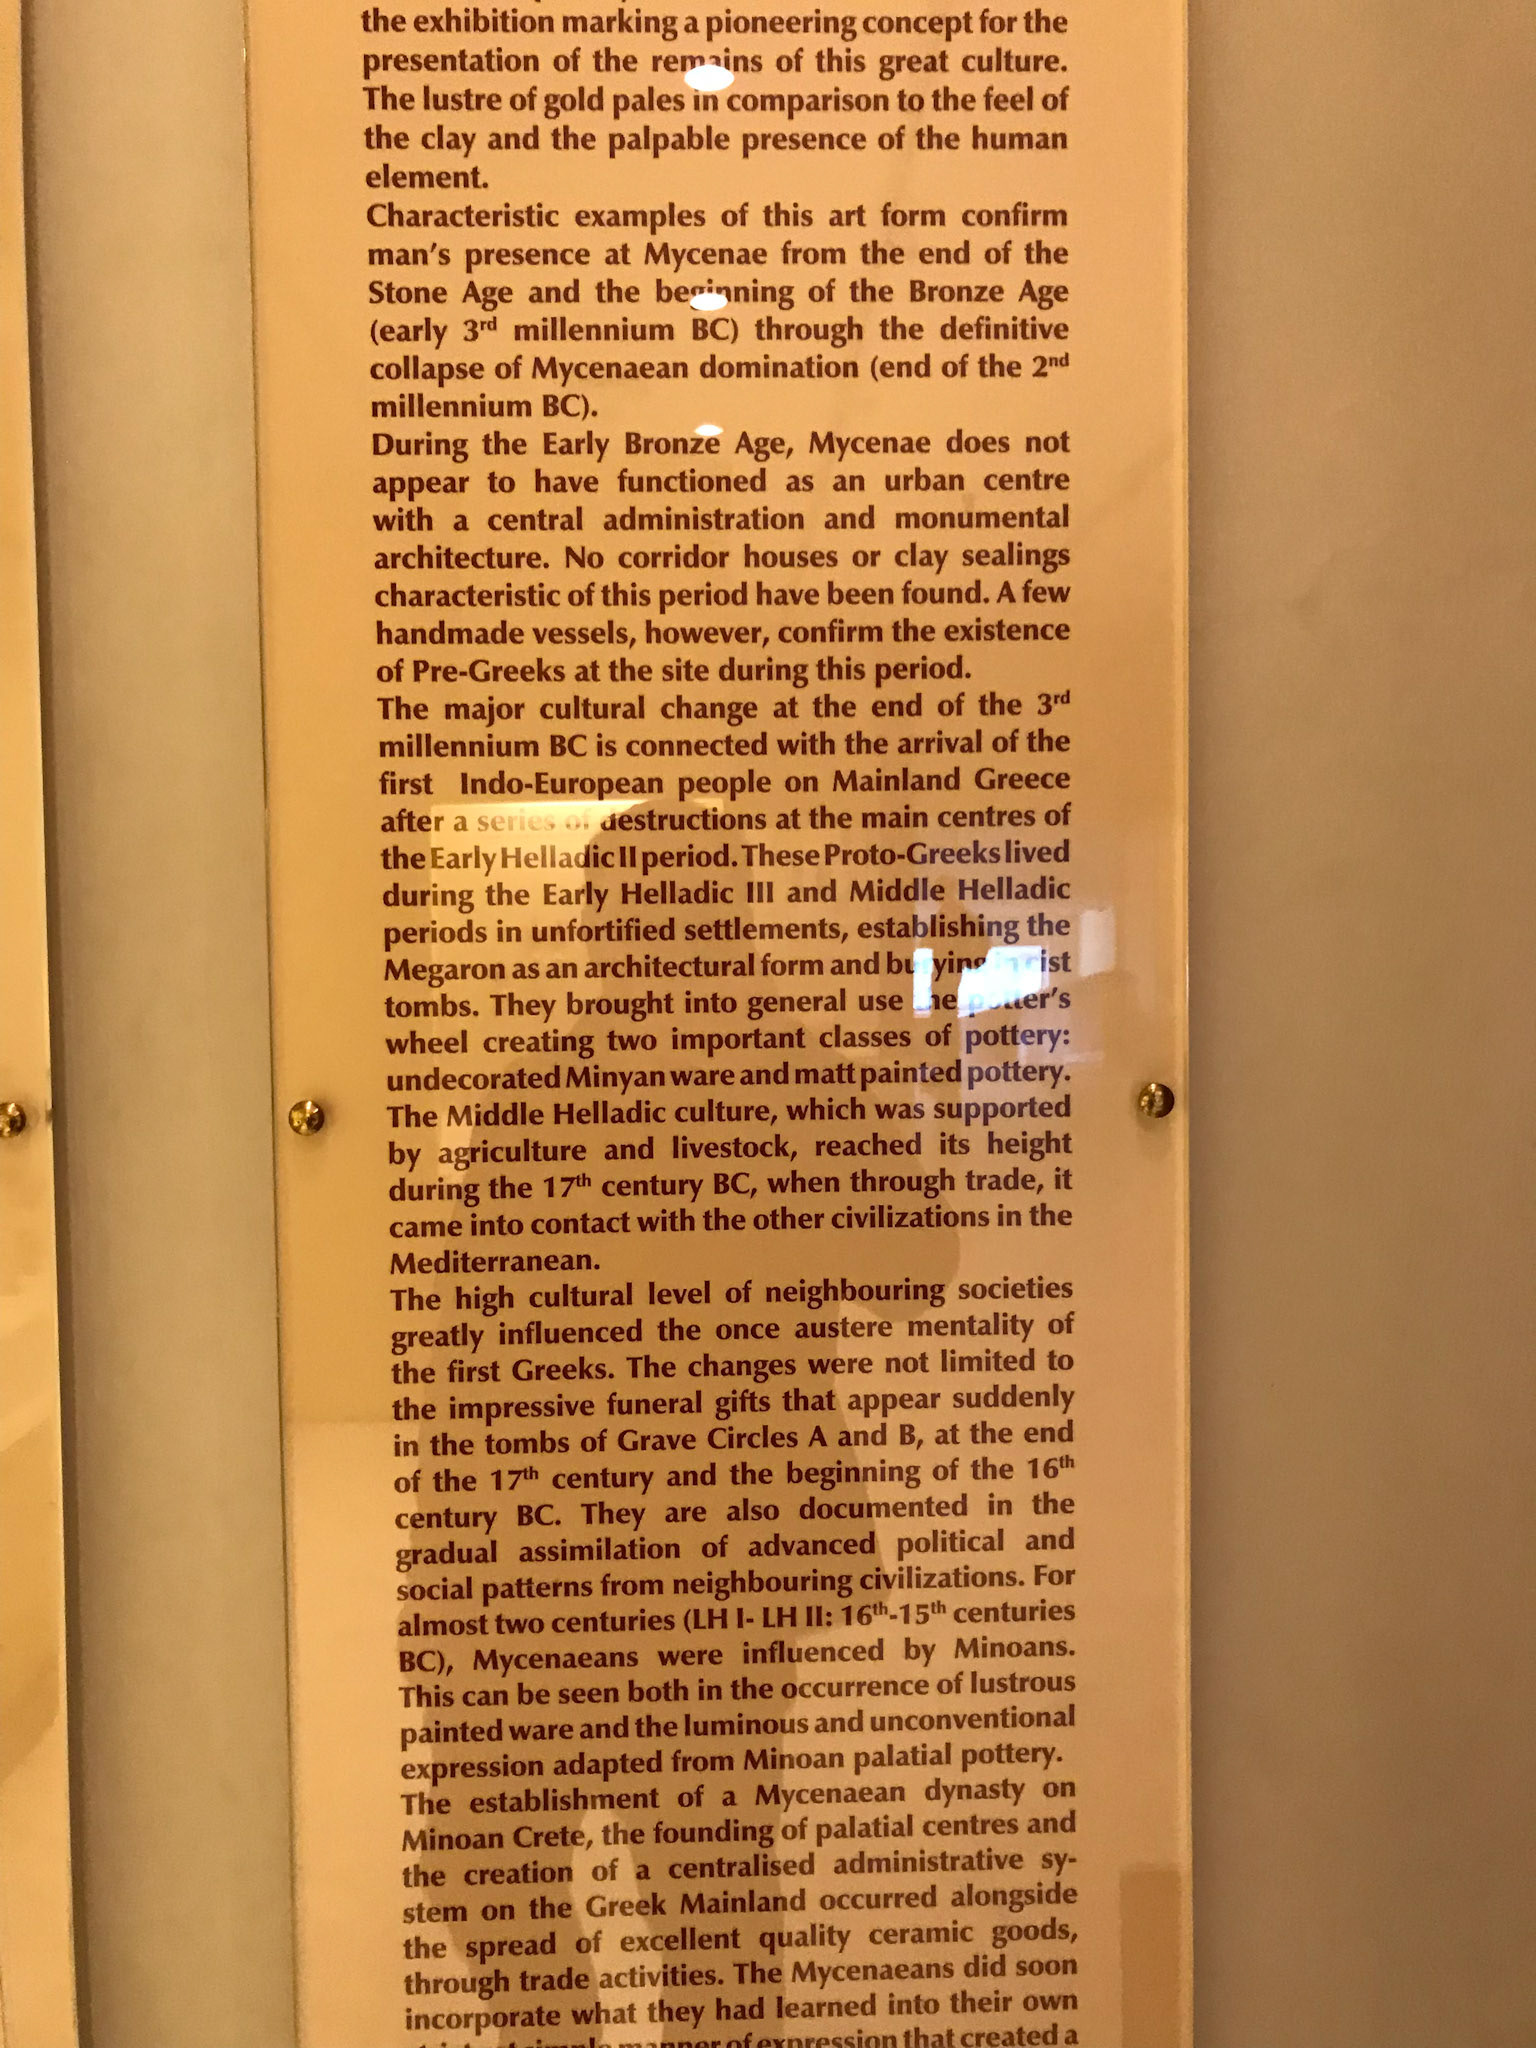 the exhibition marking a pioneering concept for the
presentation of the remains of this great culture.
The lustre of gold pales in comparison to the feel of
the clay and the palpable presence of the human
element.
Characteristic examples of this art form confirm
man's presence at Mycenae from the end of the
Stone Age and the beginning of the Bronze Age
(early 3rd millennium BC) through the definitive
collapse of Mycenaean domination (end of the 2nd
millennium BC).
During the Early Bronze Age, Mycenae does not
appear to have functioned as an urban centre
with a central administration and monumental
architecture. No corridor houses or clay sealings
characteristic of this period have been found. A few
handmade vessels, however, confirm the existence
of Pre-Greeks at the site during this period.
The major cultural change at the end of the 3rd
millennium BC is connected with the arrival of the
first Indo-European people on Mainland Greece
after a series of destructions at the main centres of
the Early Helladic II period. These Proto-Greeks lived
during the Early Helladic III and Middle Helladic
periods in unfortified settlements, establishing the
Megaron as an architectural form and burying in cist
tombs. They brought into general use the potter's
wheel creating two important classes of pottery:
undecorated Minyan ware and matt painted pottery.
The Middle Helladic culture, which was supported
by agriculture and livestock, reached its height
during the 17th century BC, when through trade, it
came into contact with the other civilizations in the
Mediterranean.
The high cultural level of neighbouring societies
greatly influenced the once austere mentality of
the first Greeks. The changes were not limited to
the impressive funeral gifts that appear suddenly
in the tombs of Grave Circles A and B, at the end
of the 17th century and the beginning of the 16th
century BC. They are also documented in the
gradual assimilation of advanced political and
social patterns from neighbouring civilizations. For
almost two centuries (LH I- LH II: 16th-15th centuries
BC), Mycenaeans were influenced by Minoans.
This can be seen both in the occurrence of lustrous
painted ware and the luminous and unconventional
expression adapted from Minoan palatial pottery.
The establishment of a Mycenaean dynasty on
Minoan Crete, the founding of palatial centres and
the creation of a centralised administrative sy-
stem on the Greek Mainland occurred alongside
the spread of excellent quality ceramic goods,
through trade activities. The Mycenaeans did soon
incorporate what they had learned into their own
manner of expression that created a